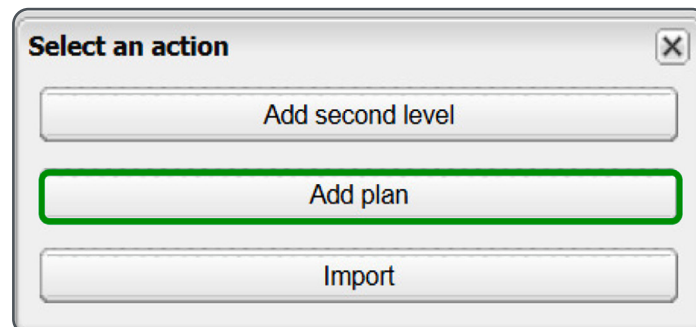 Select an action
Add second level
Add plan
Import